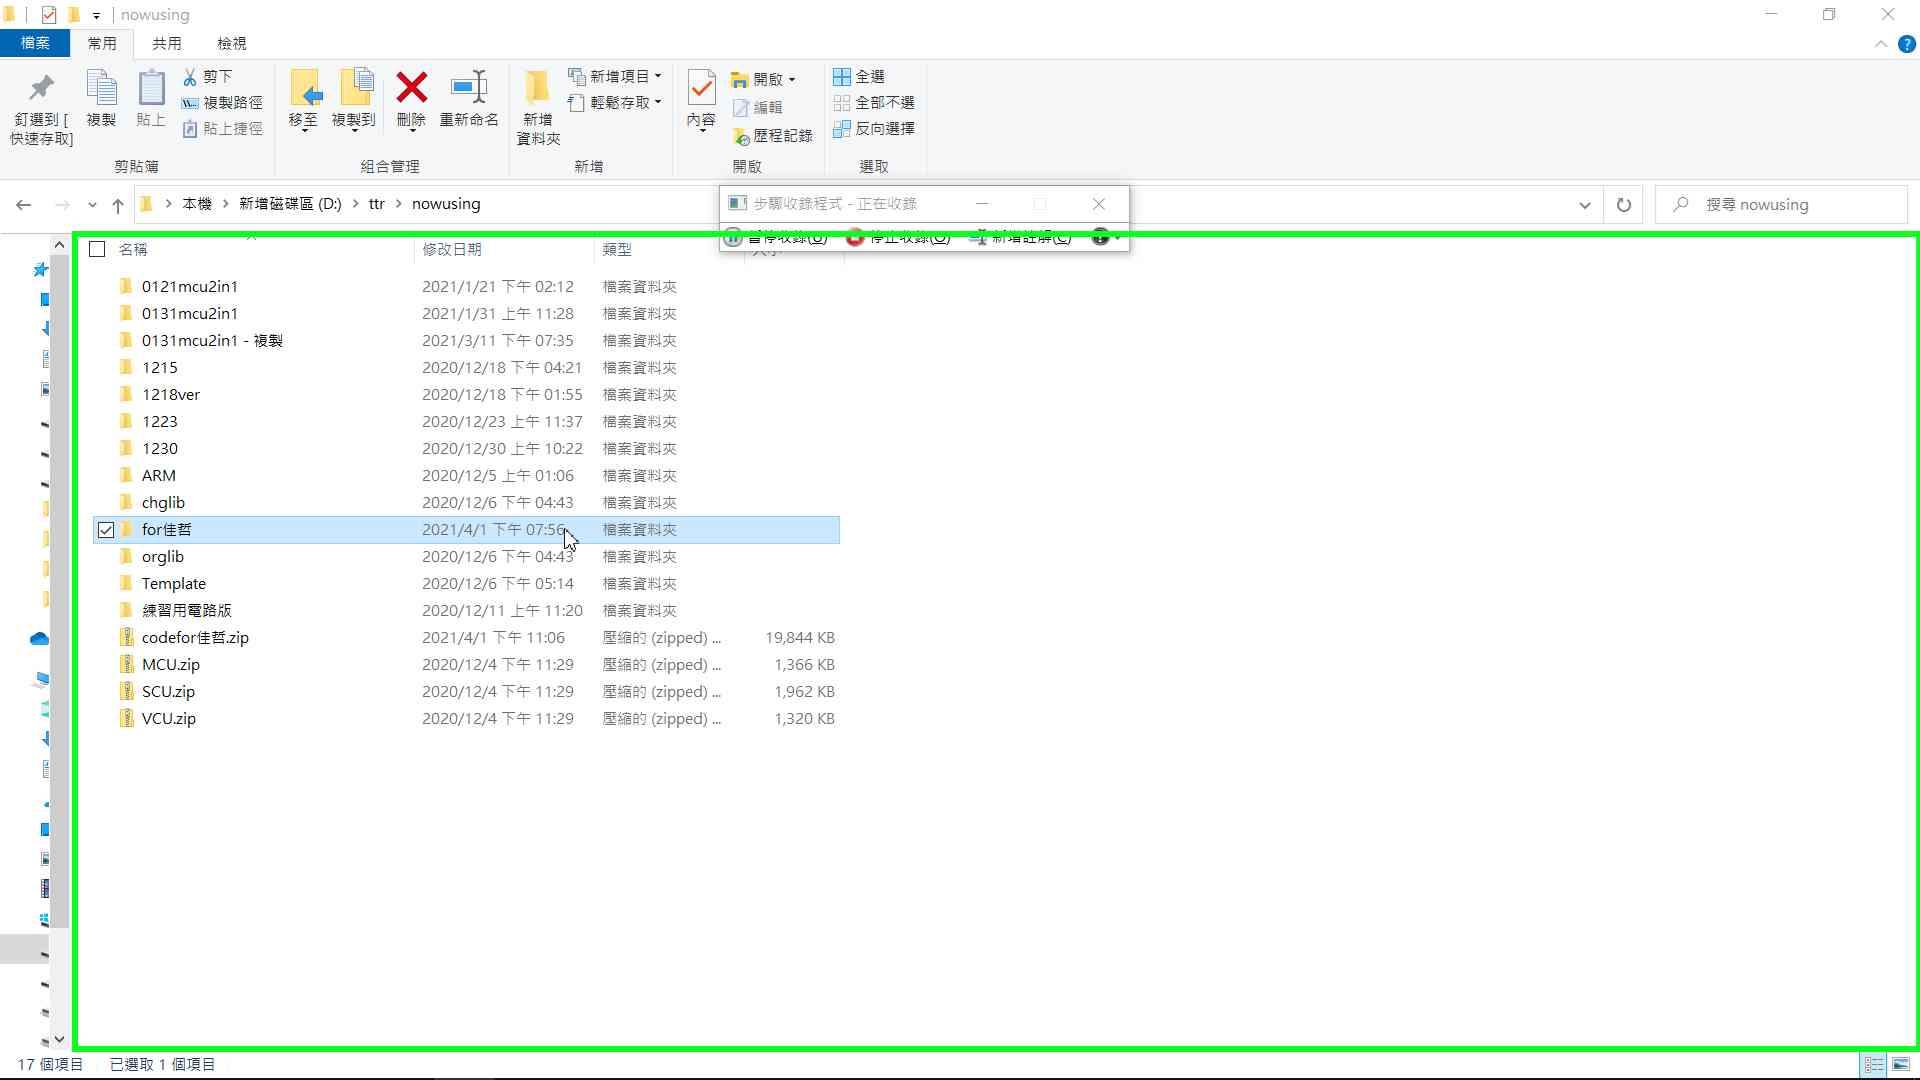 nowusing
檔案 常用 共用 檢視
釘選到 [
快速存取]
複製
貼上
剪下
複製路徑
貼上捷徑
移至
複製到
刪除
重新命名
新增
資料夾
新增項目
輕鬆存取
內容
開啟
編輯
歷程記錄
全選
全部不選
反向選擇
剪貼簿 組合管理 新增 開啟 選取
本機 > 新增磁碟區 (D:) > ttr > nowusing
搜尋 nowusing
步驟收錄程式 - 正在收錄
暫停收錄(U) 停止收錄(O) 新增註解(C)
名稱 修改日期 類型 大小
0121mcu2in1 2021/1/21 下午 02:12 檔案資料夾
0131mcu2in1 2021/1/31 上午 11:28 檔案資料夾
0131mcu2in1 - 複製 2021/3/11 下午 07:35 檔案資料夾
1215 2020/12/18 下午 04:21 檔案資料夾
1218ver 2020/12/18 下午 01:55 檔案資料夾
1223 2020/12/23 上午 11:37 檔案資料夾
1230 2020/12/30 上午 10:22 檔案資料夾
ARM 2020/12/5 上午 01:06 檔案資料夾
chglib 2020/12/6 下午 04:43 檔案資料夾
for佳哲 2021/4/1 下午 07:56 檔案資料夾
orglib 2020/12/6 下午 04:43 檔案資料夾
Template 2020/12/6 下午 05:14 檔案資料夾
練習用電路版 2020/12/11 上午 11:20 檔案資料夾
codefor佳哲.zip 2021/4/1 下午 11:06 壓縮的 (zipped) ... 19,844 KB
MCU.zip 2020/12/4 下午 11:29 壓縮的 (zipped) ... 1,366 KB
SCU.zip 2020/12/4 下午 11:29 壓縮的 (zipped) ... 1,962 KB
VCU.zip 2020/12/4 下午 11:29 壓縮的 (zipped) ... 1,320 KB
17 個項目 已選取 1 個項目